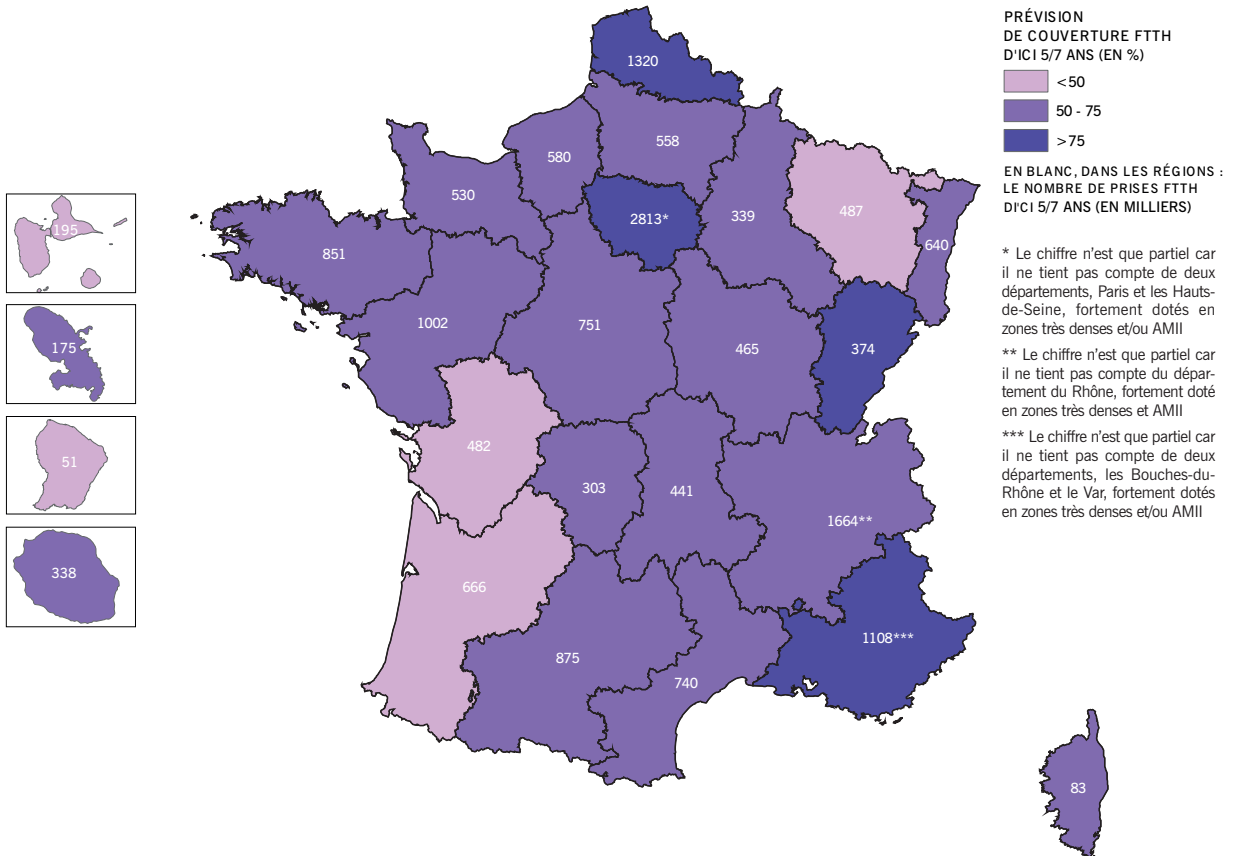 PRÉVISION
DE COUVERTURE FTTH
D'ICI 5/7 ANS (EN %)
<50
50 - 75
>75
EN BLANC, DANS LES RÉGIONS :
LE NOMBRE DE PRISES FTTH
D'ICI 5/7 ANS (EN MILLIERS)
* Le chiffre n'est que partiel car
il ne tient pas compte de deux
départements, Paris et les Hauts-
de-Seine, fortement dotés en
zones très denses et/ou AMII
** Le chiffre n'est que partiel car
il ne tient pas compte du dépar-
tement du Rhône, fortement doté
en zones très denses et AMII
*** Le chiffre n'est que partiel car
il ne tient pas compte de deux
départements, les Bouches-du-
Rhône et le Var, fortement dotés
en zones très denses et/ou AMII
1320
558
580
530
2813*
339
487
640
851
1002
751
465
374
482
303
441
1664**
666
875
740
1108***
83
195
175
51
338